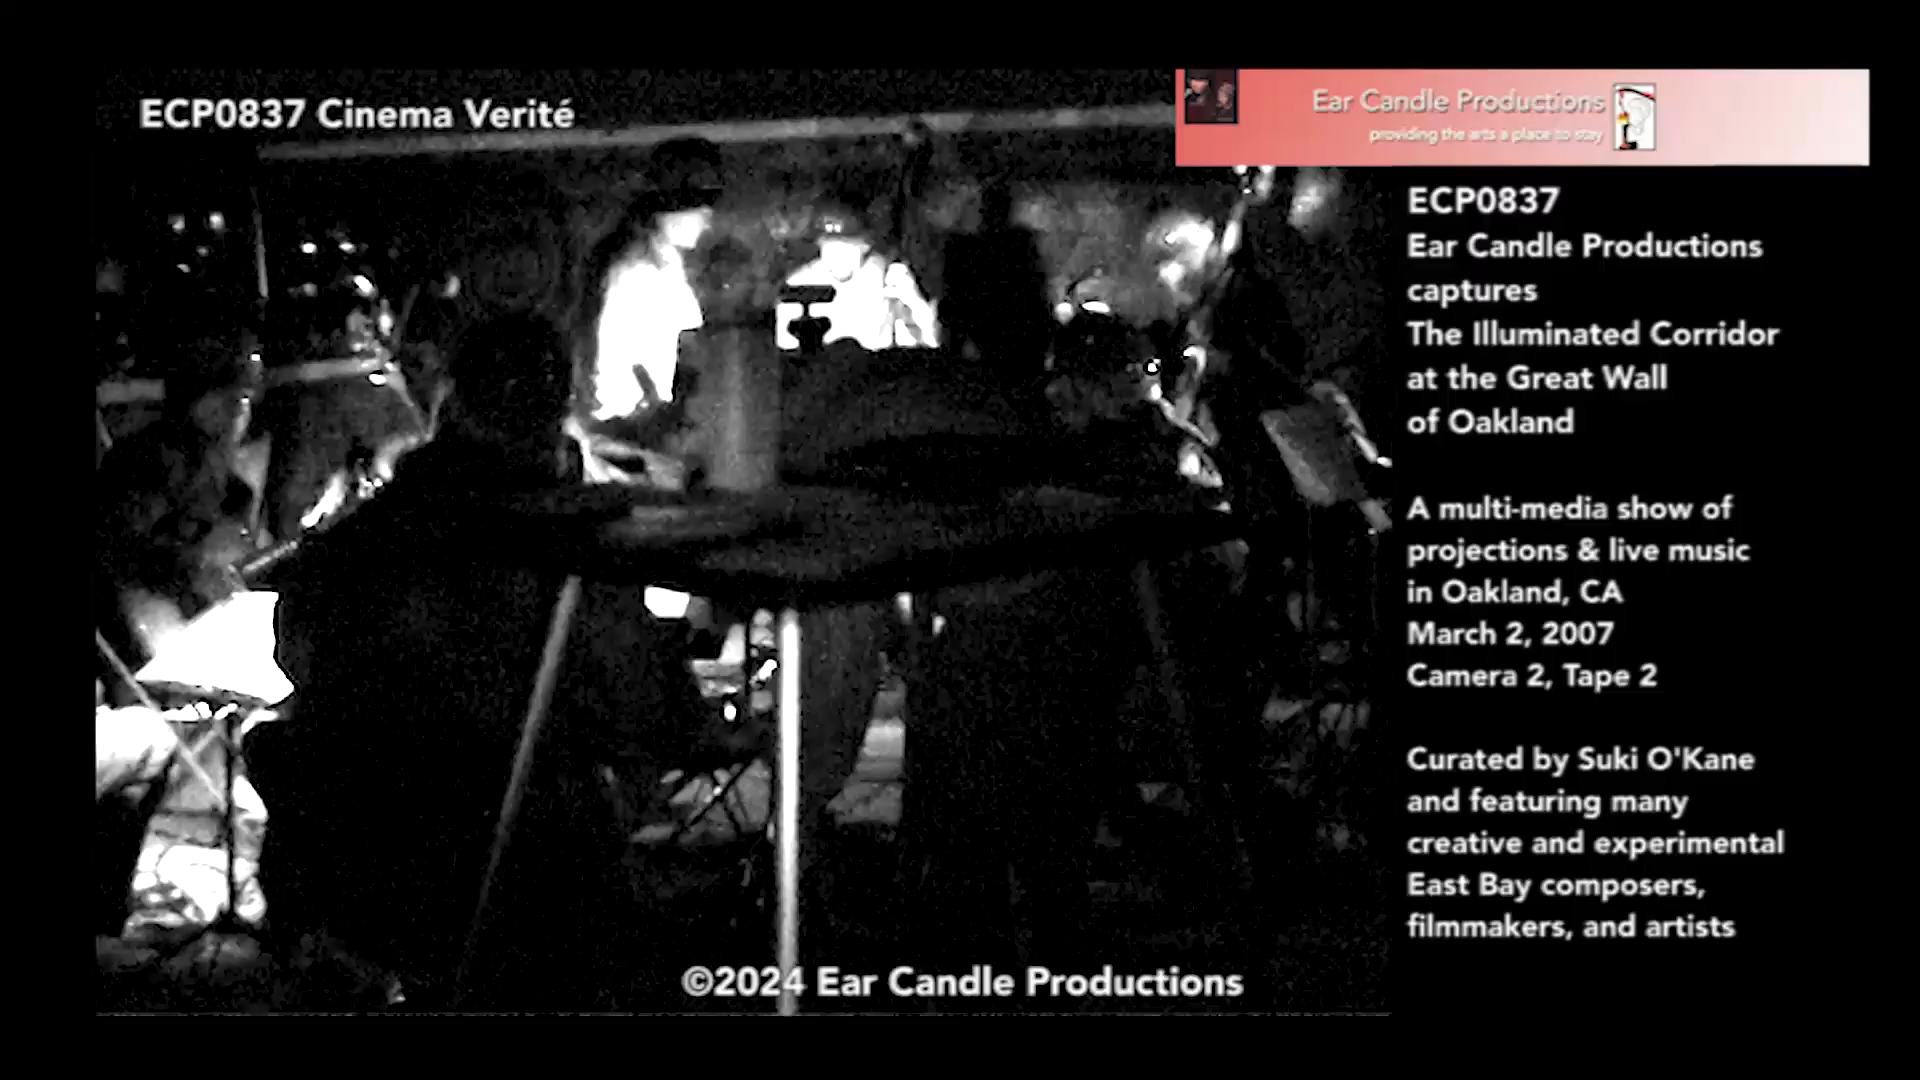 ECP0837 Cinema Verité
Ear Candle Productions
providing the arts a place to stay
ECP0837
Ear Candle Productions
captures
The Illuminated Corridor
at the Great Wall
of Oakland
A multi-media show of
projections & live music
in Oakland, CA
March 2, 2007
Camera 2, Tape 2
Curated by Suki O'Kane
and featuring many
creative and experimental
East Bay composers,
filmmakers, and artists
©2024 Ear Candle Productions